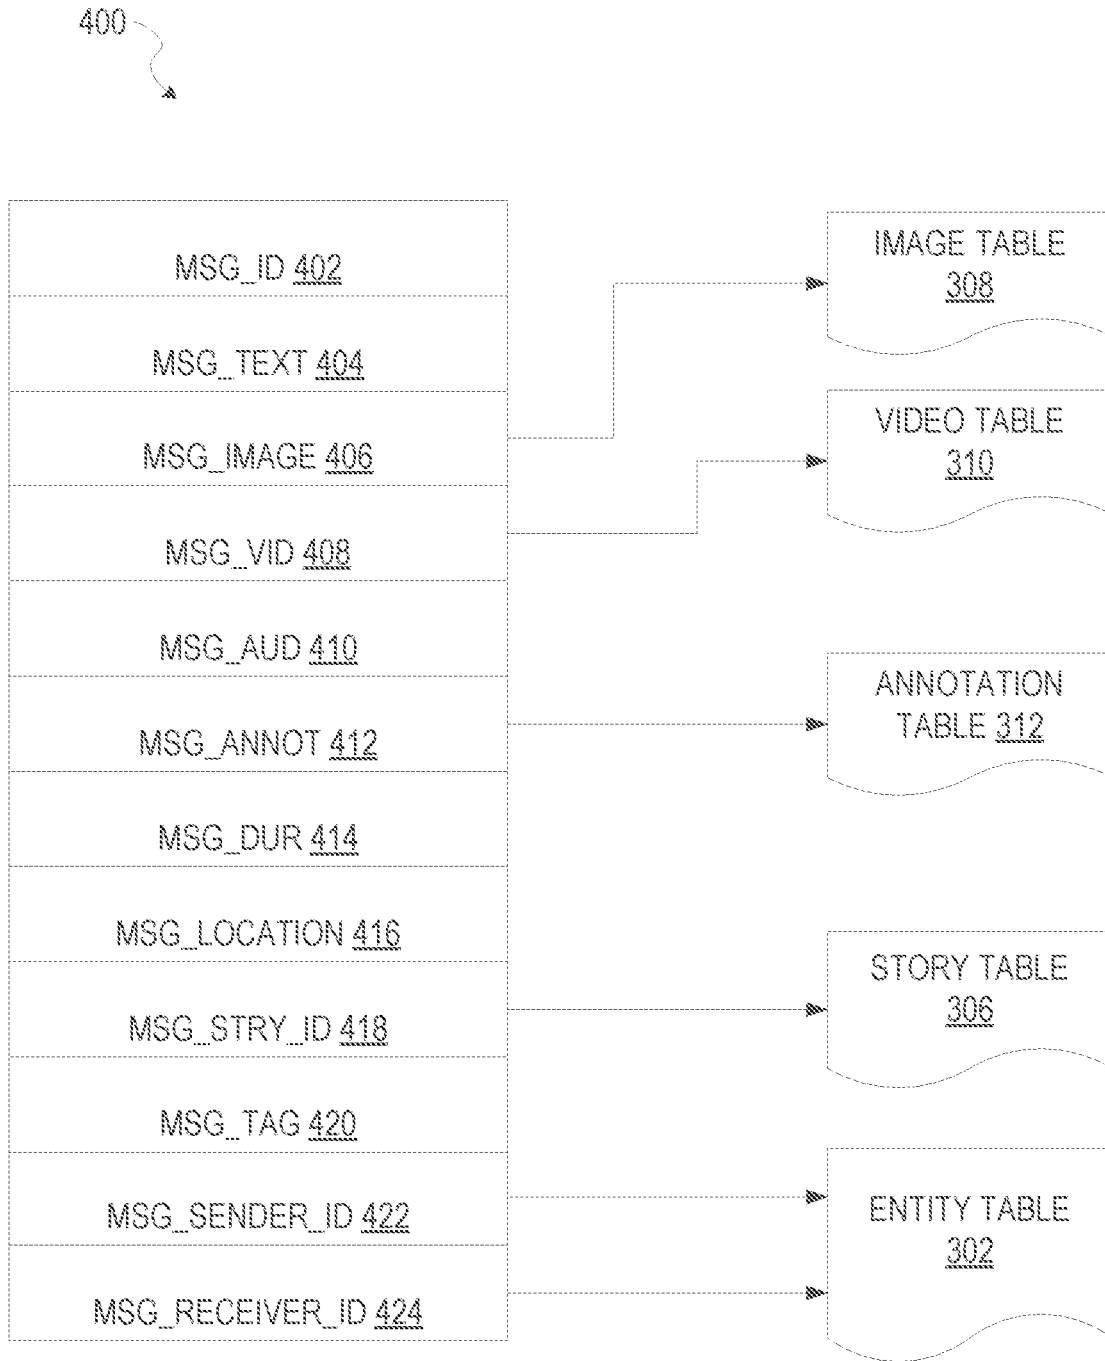 400
MSG_ID 402
MSG_TEXT 404
MSG_IMAGE 406
MSG_VID 408
MSG_AUD 410
MSG_ANNOT 412
MSG_DUR 414
MSG_LOCATION 416
MSG_STRY_ID 418
MSG_TAG 420
MSG_SENDER_ID 422
MSG_RECEIVER_ID 424
IMAGE TABLE
308
VIDEO TABLE
310
ANNOTATION
TABLE 312
STORY TABLE
306
ENTITY TABLE
302